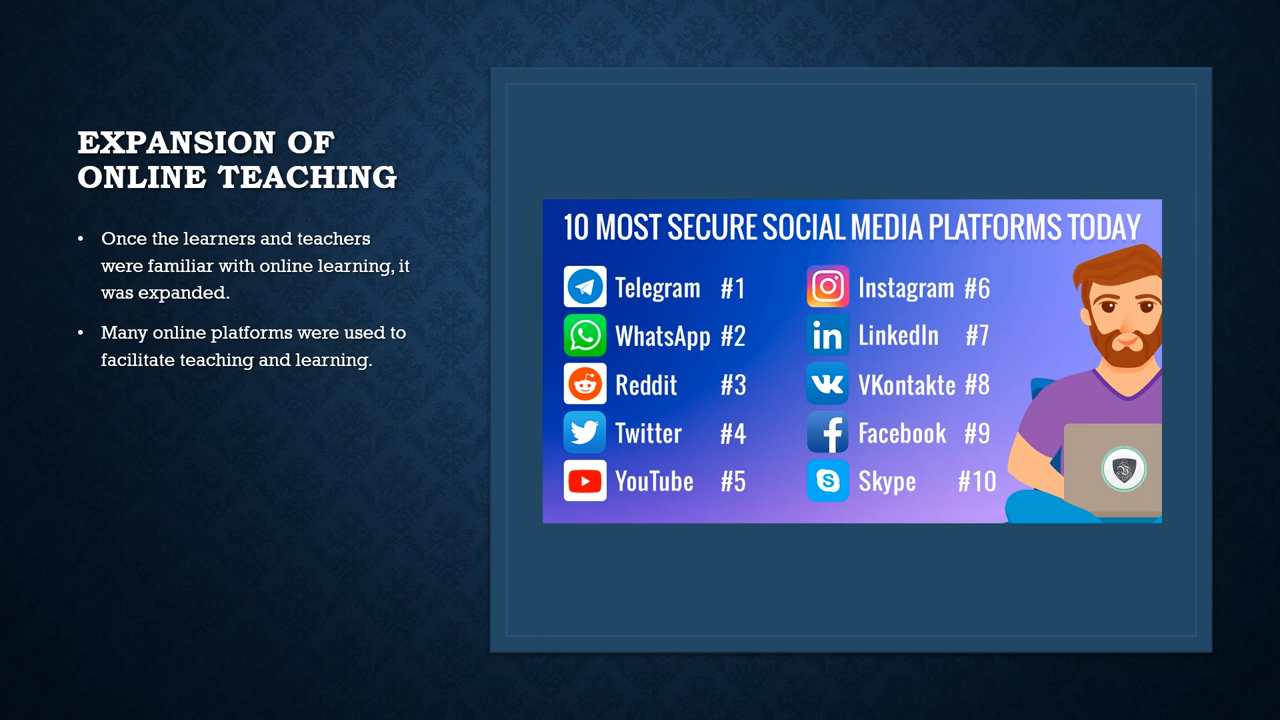 EXPANSION OF
ONLINE TEACHING
• Once the learners and teachers
were familiar with online learning, it
was expanded.
• Many online platforms were used to
facilitate teaching and learning.
10 MOST SECURE SOCIAL MEDIA PLATFORMS TODAY
Telegram #1
WhatsApp #2
Reddit #3
Twitter #4
YouTube #5
Instagram #6
LinkedIn #7
VKontakte #8
Facebook #9
Skype #10